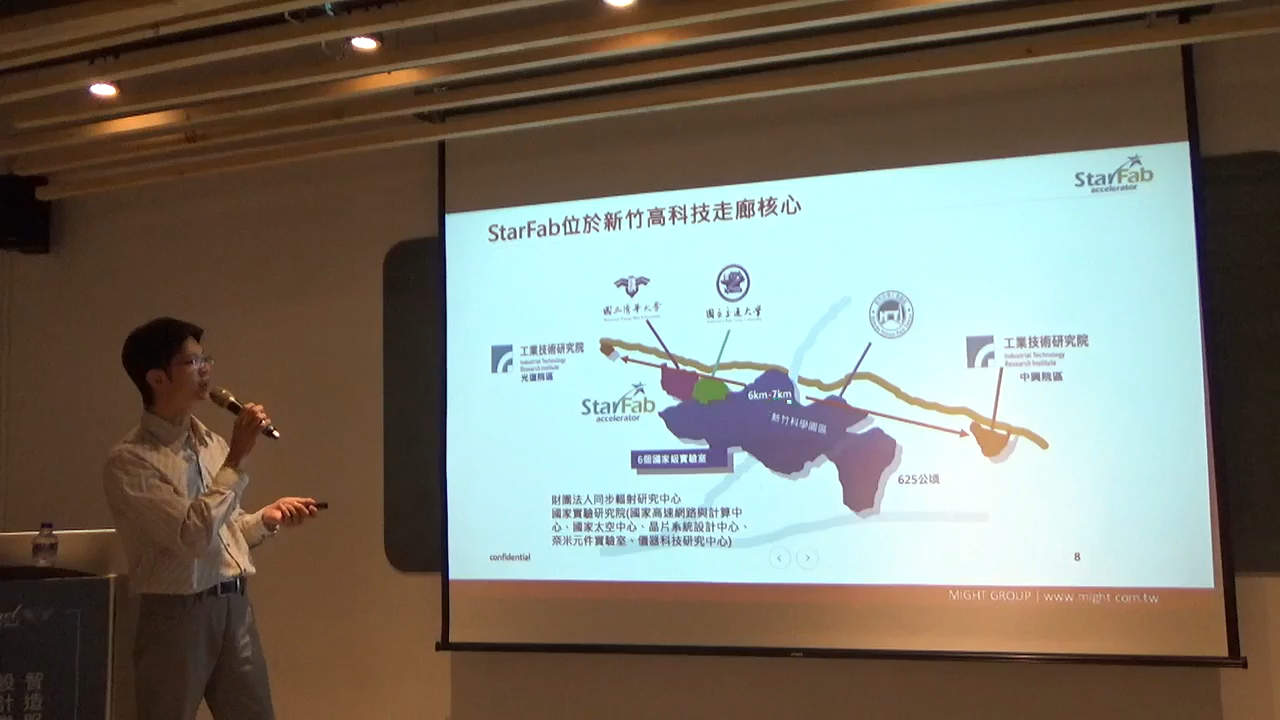 StarFab
accelerator
StarFab位於新竹高科技走廊核心
國立清華大學
國立交通大學
工業技術研究院
Industrial Technology
Research Institute
光復院區
工業技術研究院
Industrial Technology
Research Institute
中興院區
StarFab
accelerator
6km-7km
新竹科學園區
6個國家級實驗室
625公頃
財團法人同步輻射研究中心
國家實驗研究院(國家高速網路與計算中
心、國家太空中心、晶片系統設計中心、
奈米元件實驗室、儀器科技研究中心)
confidential
8
MIGHT GROUP | www.might.com.tw
智造
設計